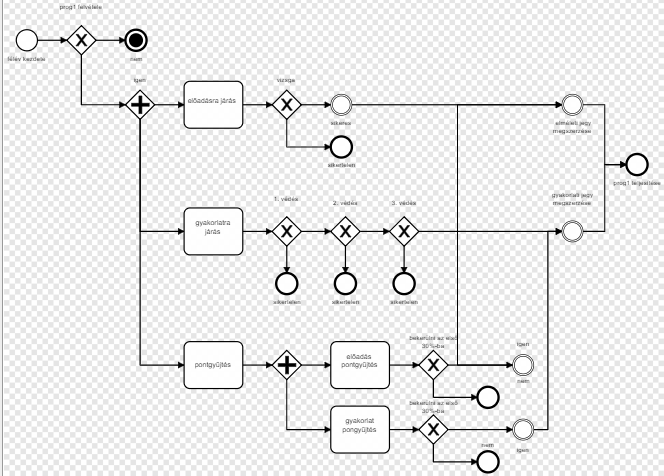 prog1 felvétele
félév kezdete
nem
igen
előadásra járás
vizsga
sikeres
sikertelen
elméleti jegy
megszerzése
prog1 teljesítése
gyakorlati jegy
megszerzése
gyakorlatra
járás
1. védés
2. védés
3. védés
sikertelen
sikertelen
sikertelen
pontgyűjtés
előadás
pontgyűjtés
bekerülni az első
30%-ba
igen
nem
gyakorlat
pongyűjtés
bekerülni az első
30%-ba
nem
igen